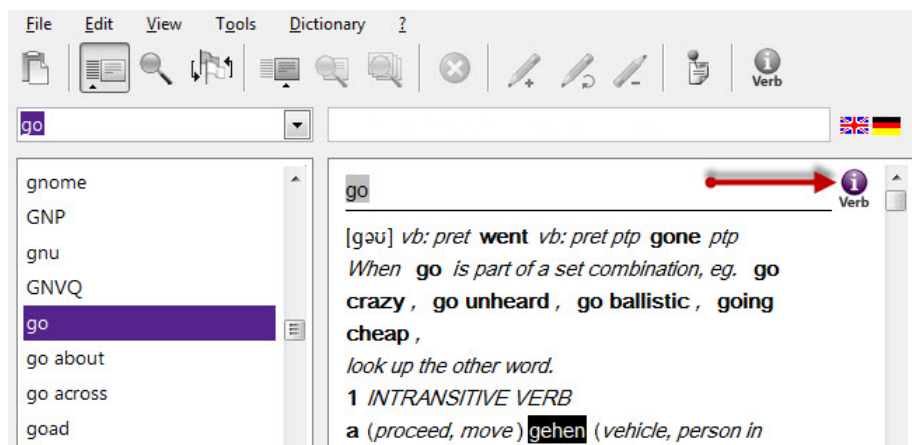 File Edit View Tools Dictionary ?
Verb
go
gnome
GNP
gnu
GNVQ
go
go about
go across
goad
go
Verb
[gəʊ] vb: pret went vb: pret ptp gone ptp
When go is part of a set combination, eg. go
crazy , go unheard , go ballistic , going
cheap ,
look up the other word.
1 INTRANSITIVE VERB
a (proceed, move ) gehen (vehicle, person in